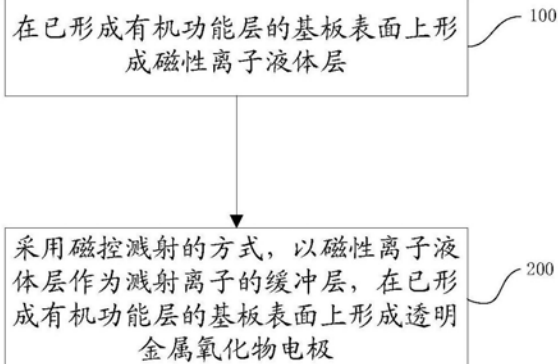 在已形成有机功能层的基板表面上形
成磁性离子液体层
100
采用磁控溅射的方式，以磁性离子液
体层作为溅射离子的缓冲层，在已形
成有机功能层的基板表面上形成透明
金属氧化物电极
200